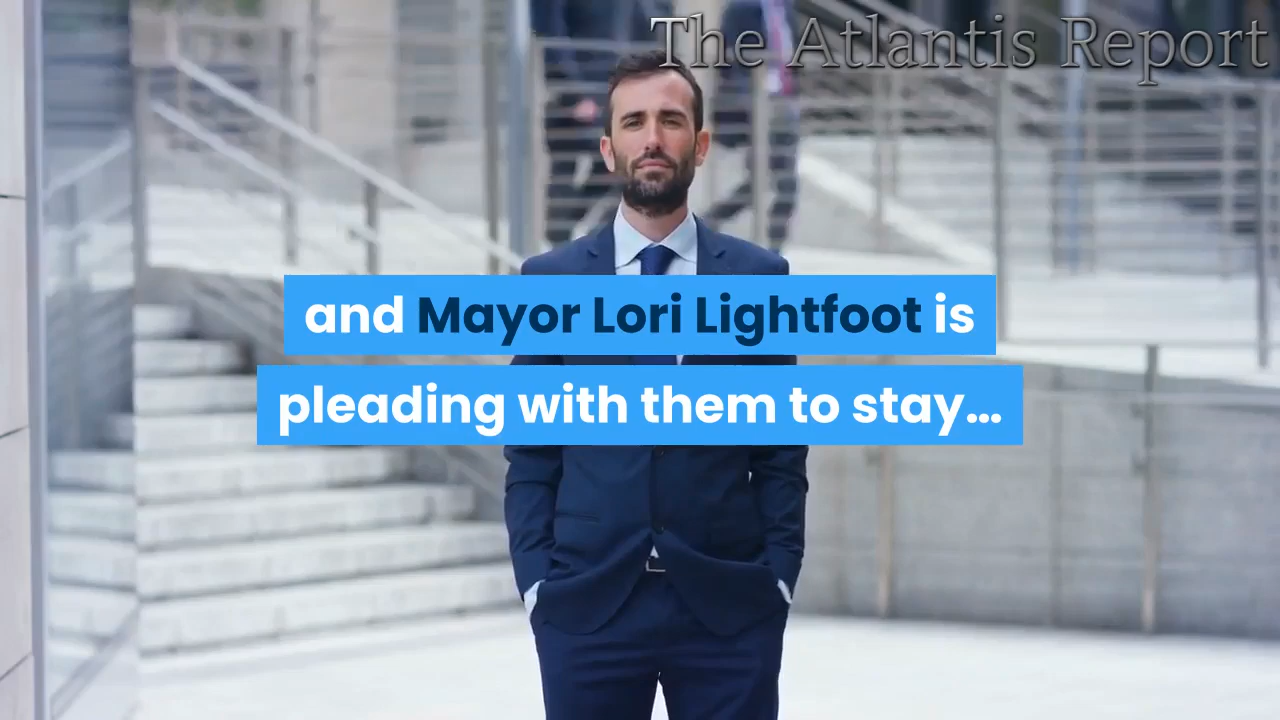 The Atlantis Report
and Mayor Lori Lightfoot is
pleading with them to stay...